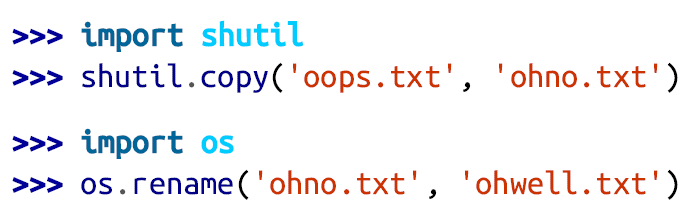 >>> import shutil
>>> shutil.copy('oops.txt', 'ohno.txt')
>>> import os
>>> os.rename('ohno.txt', 'ohwell.txt')